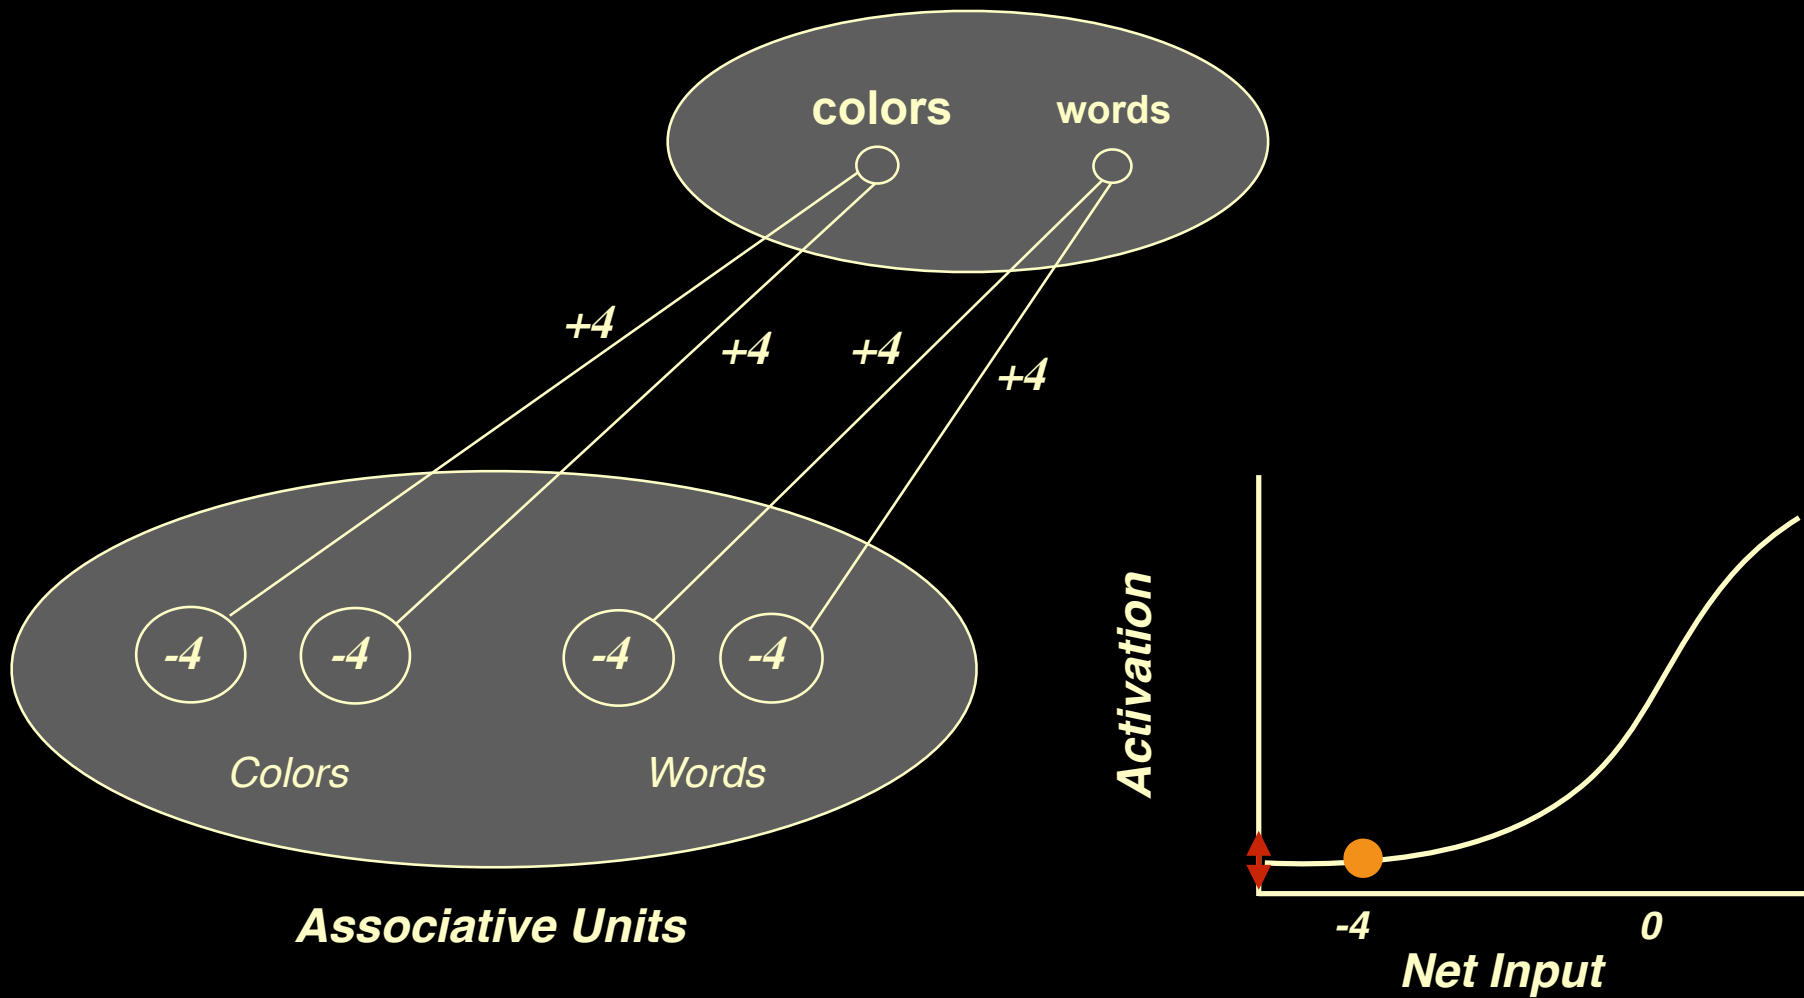 colors words
+4 +4 +4 +4
-4 -4 -4 -4
Colors Words
Associative Units
Activation
-4 0
Net Input